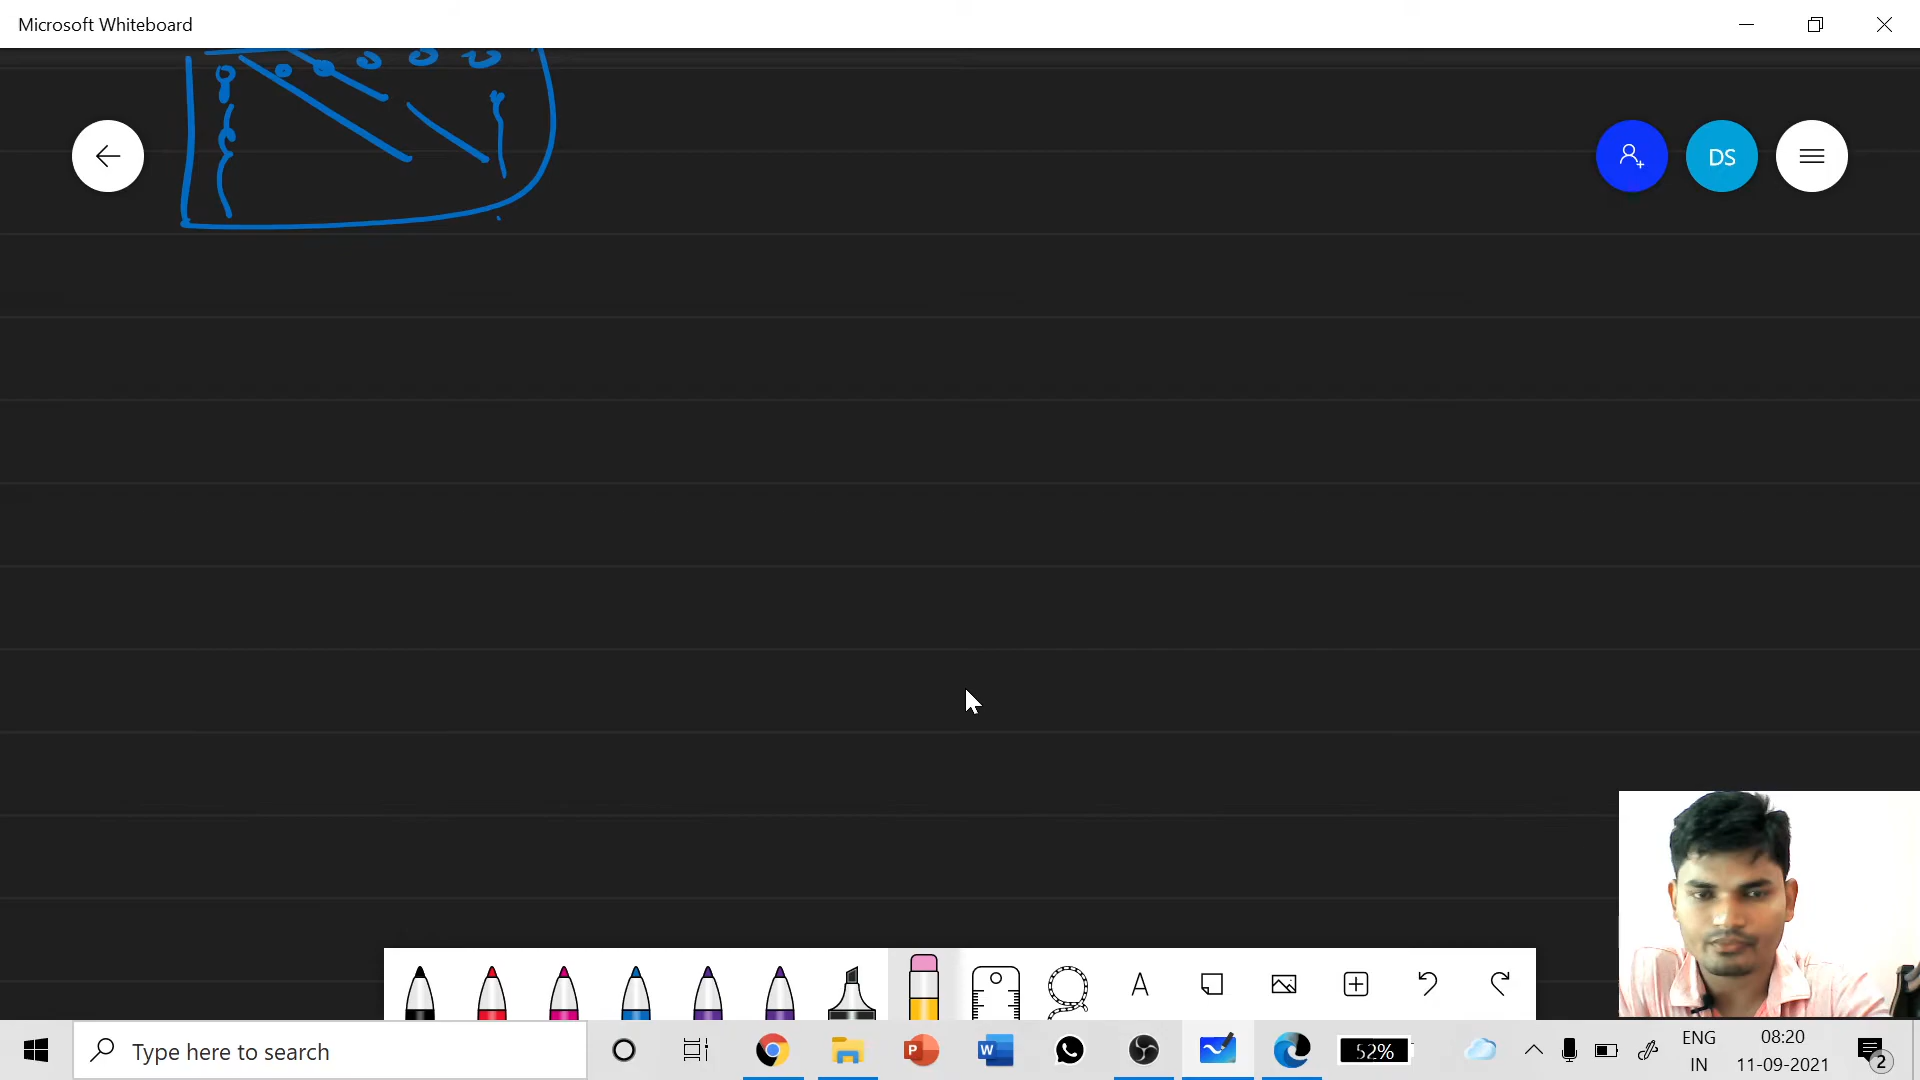 Microsoft Whiteboard
DS
A
Type here to search
P
W
52%
ENG
IN
08:20
11-09-2021
2